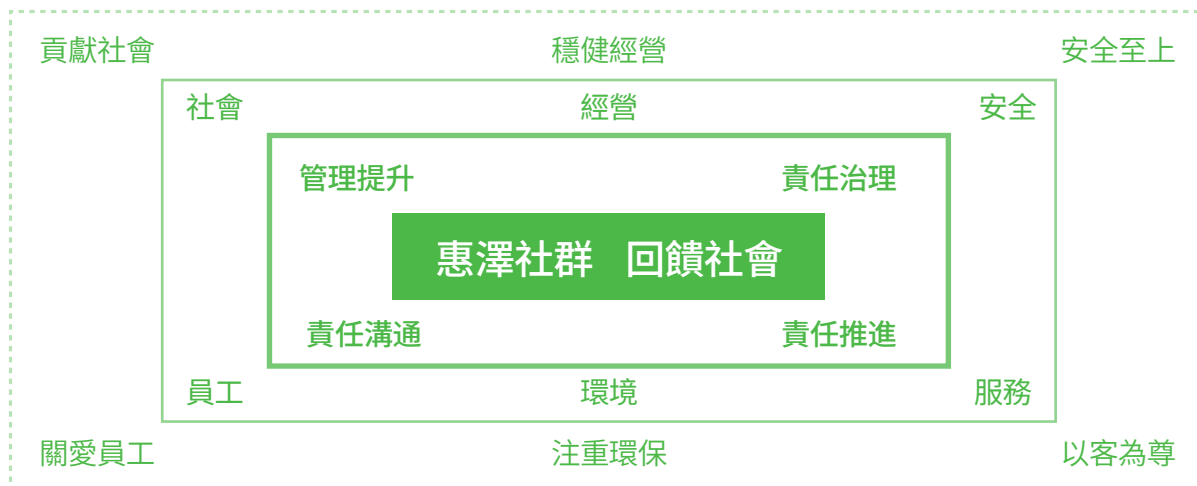 貢獻社會 穩健經營 安全至上
社會 經營 安全
管理提升 責任治理
惠澤社群 回饋社會
責任溝通 責任推進
員工 環境 服務
關愛員工 注重環保 以客為尊